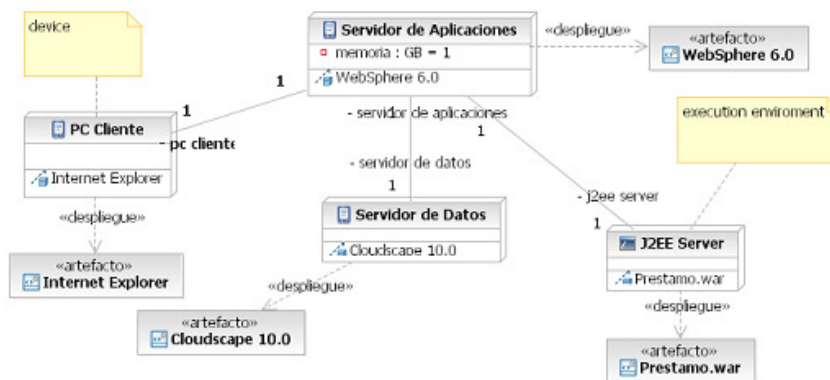 device
Servidor de Aplicaciones
memoria : GB = 1
WebSphere 6.0
«despliegue»
«artefacto»
WebSphere 6.0
1
1
PC Cliente
- pc cliente
Internet Explorer
- servidor de aplicaciones
1
execution enviroment
- servidor de datos
1
«despliegue»
- j2ee server
1
Servidor de Datos
Cloudscape 10.0
J2EE Server
Prestamo.war
«artefacto»
Internet Explorer
«despliegue»
«despliegue»
«artefacto»
Cloudscape 10.0
«artefacto»
Prestamo.war